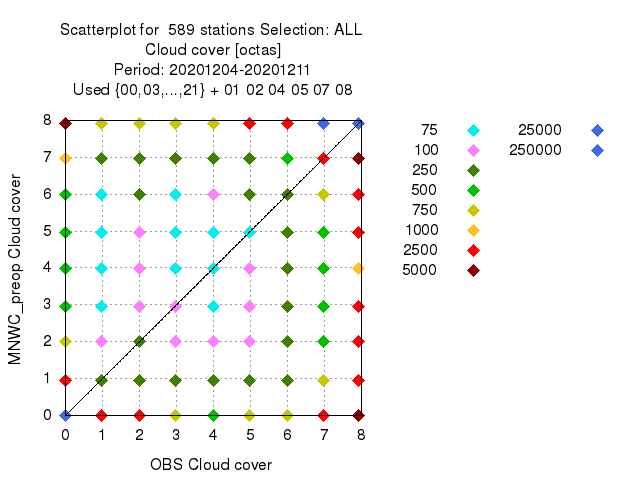 Scatterplot for  589 stations Selection: ALL
Cloud cover [octas]
Period: 20201204-20201211
Used {00,03,...,21} + 01 02 04 05 07 08
MNWC_preop Cloud cover
8
7
6
5
4
3
2
1
0
0 1 2 3 4 5 6 7 8
OBS Cloud cover
75 25000
100 250000
250
500
750
1000
2500
5000